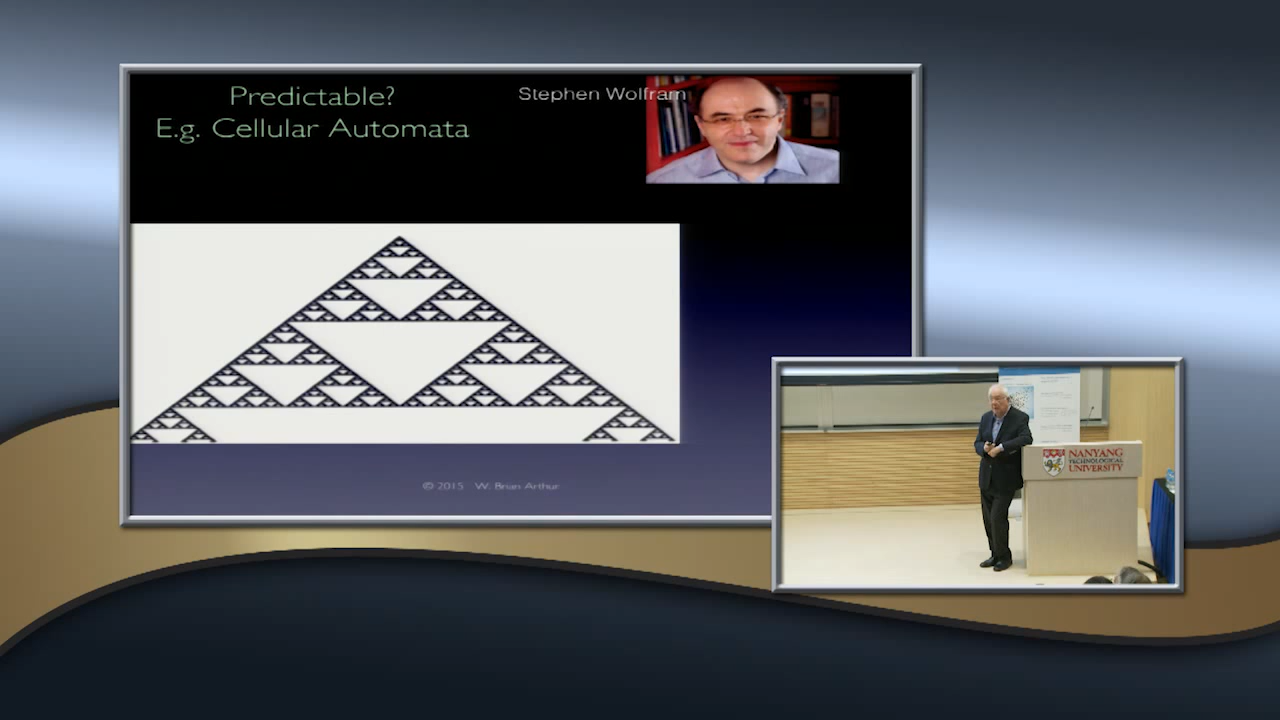 Predictable?
E.g. Cellular Automata
Stephen Wolfram
© 2015 W. Brian Arthur
NANYANG
TECHNOLOGICAL
UNIVERSITY